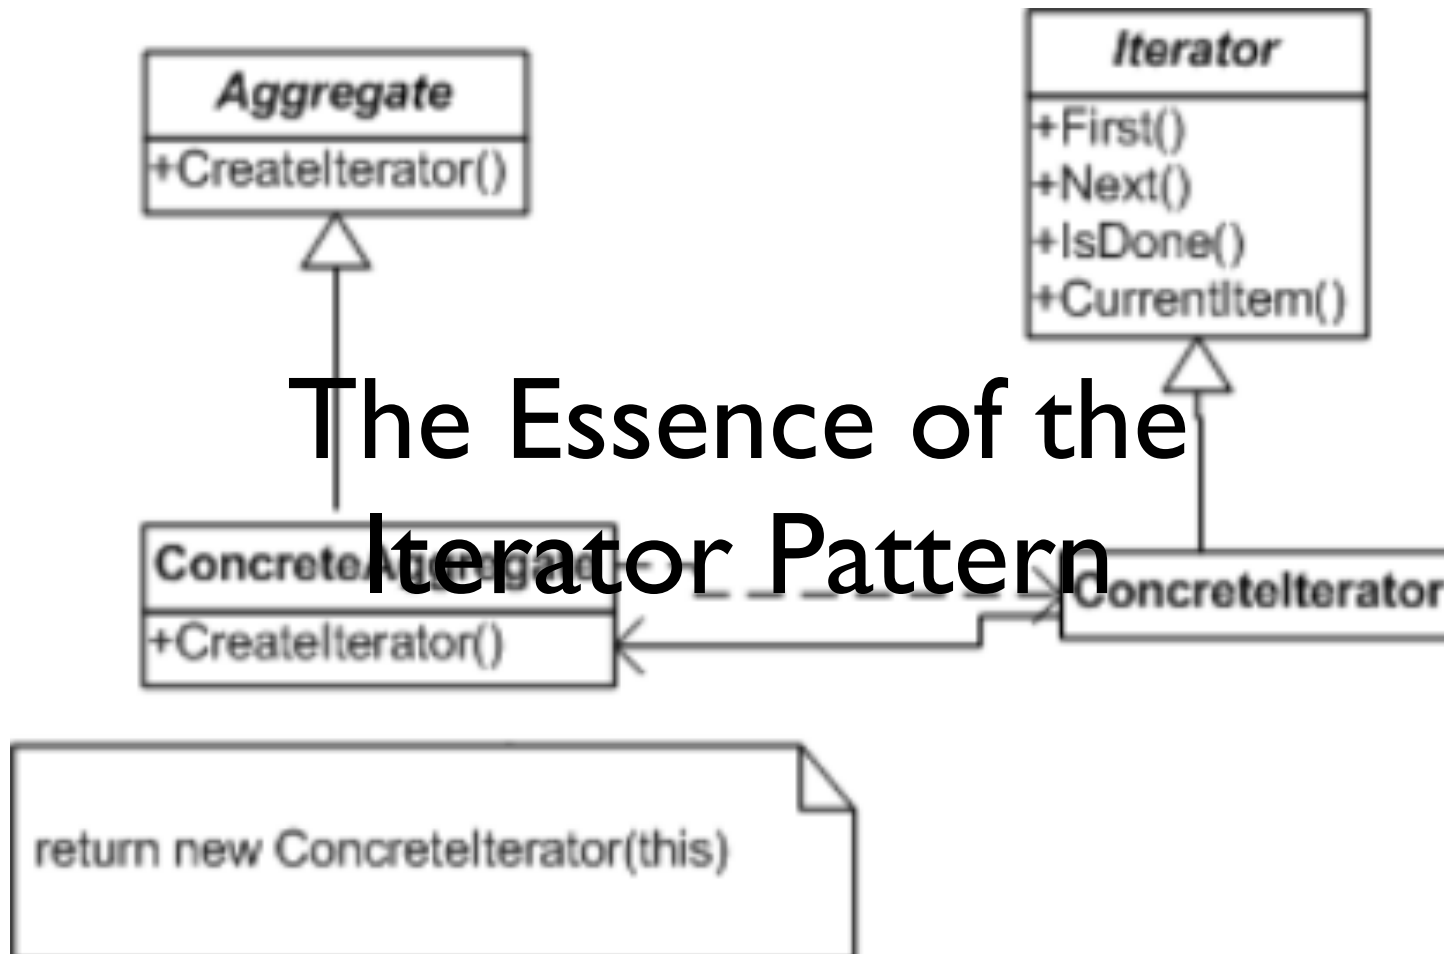 Aggregate
+CreateIterator()
Iterator
+First()
+Next()
+IsDone()
+CurrentItem()
The Essence of the
Iterator Pattern
ConcreteAggregate
+CreateIterator()
ConcreteIterator
return new ConcreteIterator(this)